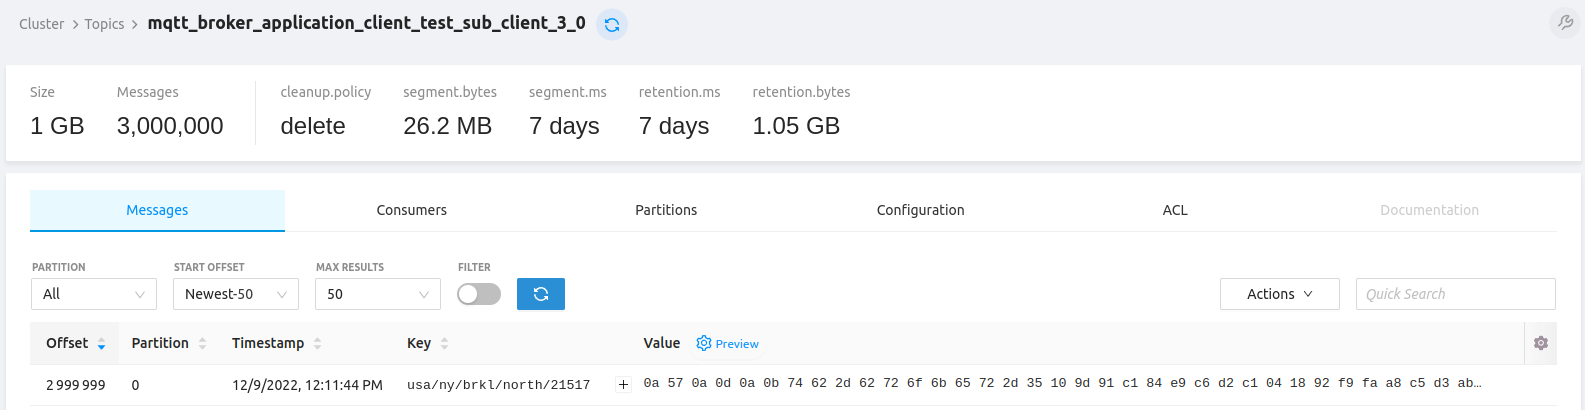 Cluster > Topics > mqtt_broker_application_client_test_sub_client_3_0
Size Messages cleanup.policy segment.bytes segment.ms retention.ms retention.bytes
1 GB 3,000,000 delete 26.2 MB 7 days 7 days 1.05 GB
Messages Consumers Partitions Configuration ACL Documentation
PARTITION START OFFSET MAX RESULTS FILTER
All Newest-50 50 Actions Quick Search
Offset Partition Timestamp Key Value Preview
2 999 999 0 12/9/2022, 12:11:44 PM usa/ny/brkl/north/21517 + 0a 57 0a 0d 0a 0b 74 62 2d 62 72 6f 6b 65 72 2d 35 10 9d 91 c1 84 e9 c6 d2 c1 04 18 92 f9 fa a8 c5 d3 ab…